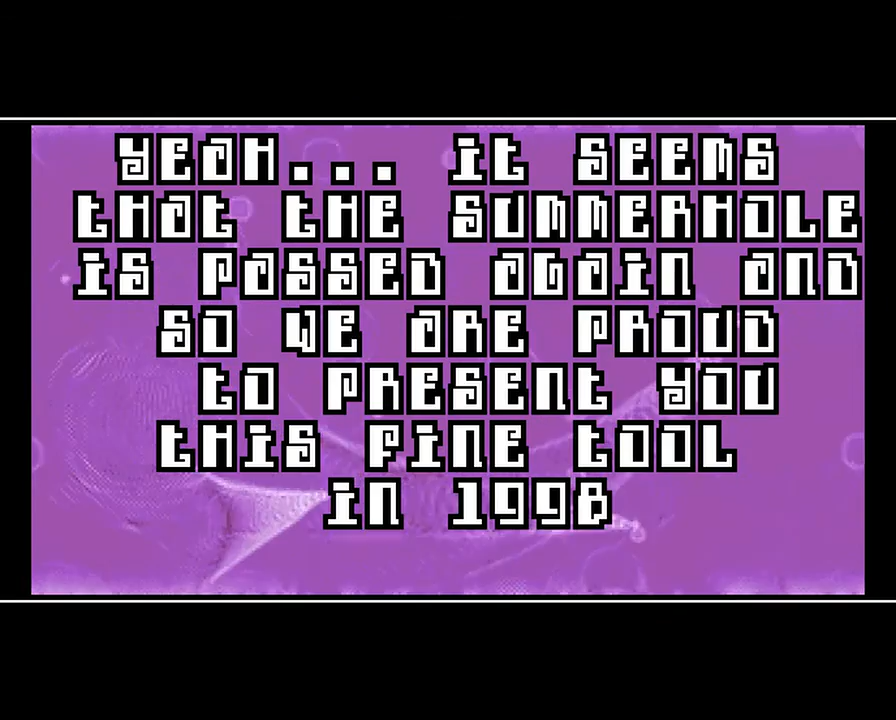 YEAH... it SEEMS
tHAt tHE SUMMERHOLE
iS PASSED AGAiN AND
SO WE ARE PROUD
tO PRESENt YOU
tHiS FiNE tOOL
iN 1998